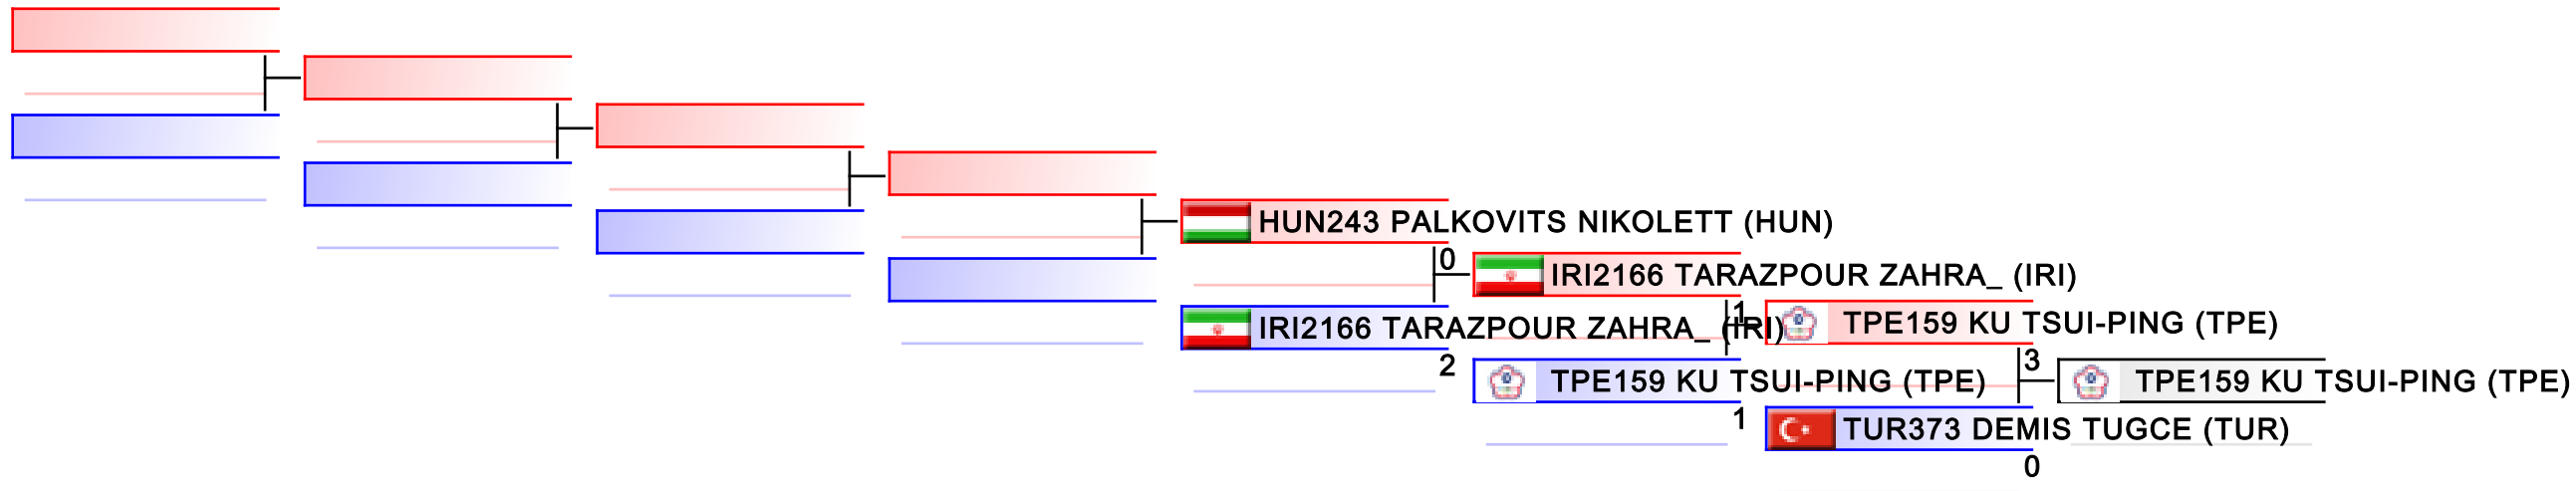 HUN243 PALKOVITS NIKOLETT (HUN)
0
IRI2166 TARAZPOUR ZAHRA_ (IRI)
IRI2166 TARAZPOUR ZAHRA_ (IRI)
2
1
TPE159 KU TSUI-PING (TPE)
TPE159 KU TSUI-PING (TPE)
1
3
TPE159 KU TSUI-PING (TPE)
TUR373 DEMIS TUGCE (TUR)
0